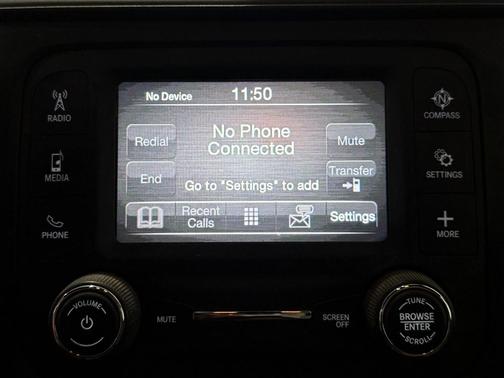 No Device 11:50
RADIO
MEDIA
PHONE
Redial
No Phone
Connected
Mute
End
Go to "Settings" to add
Transfer
Recent
Calls
Settings
N
COMPASS
SETTINGS
MORE
VOLUME
MUTE
SCREEN
OFF
TUNE
BROWSE
ENTER
SCROLL